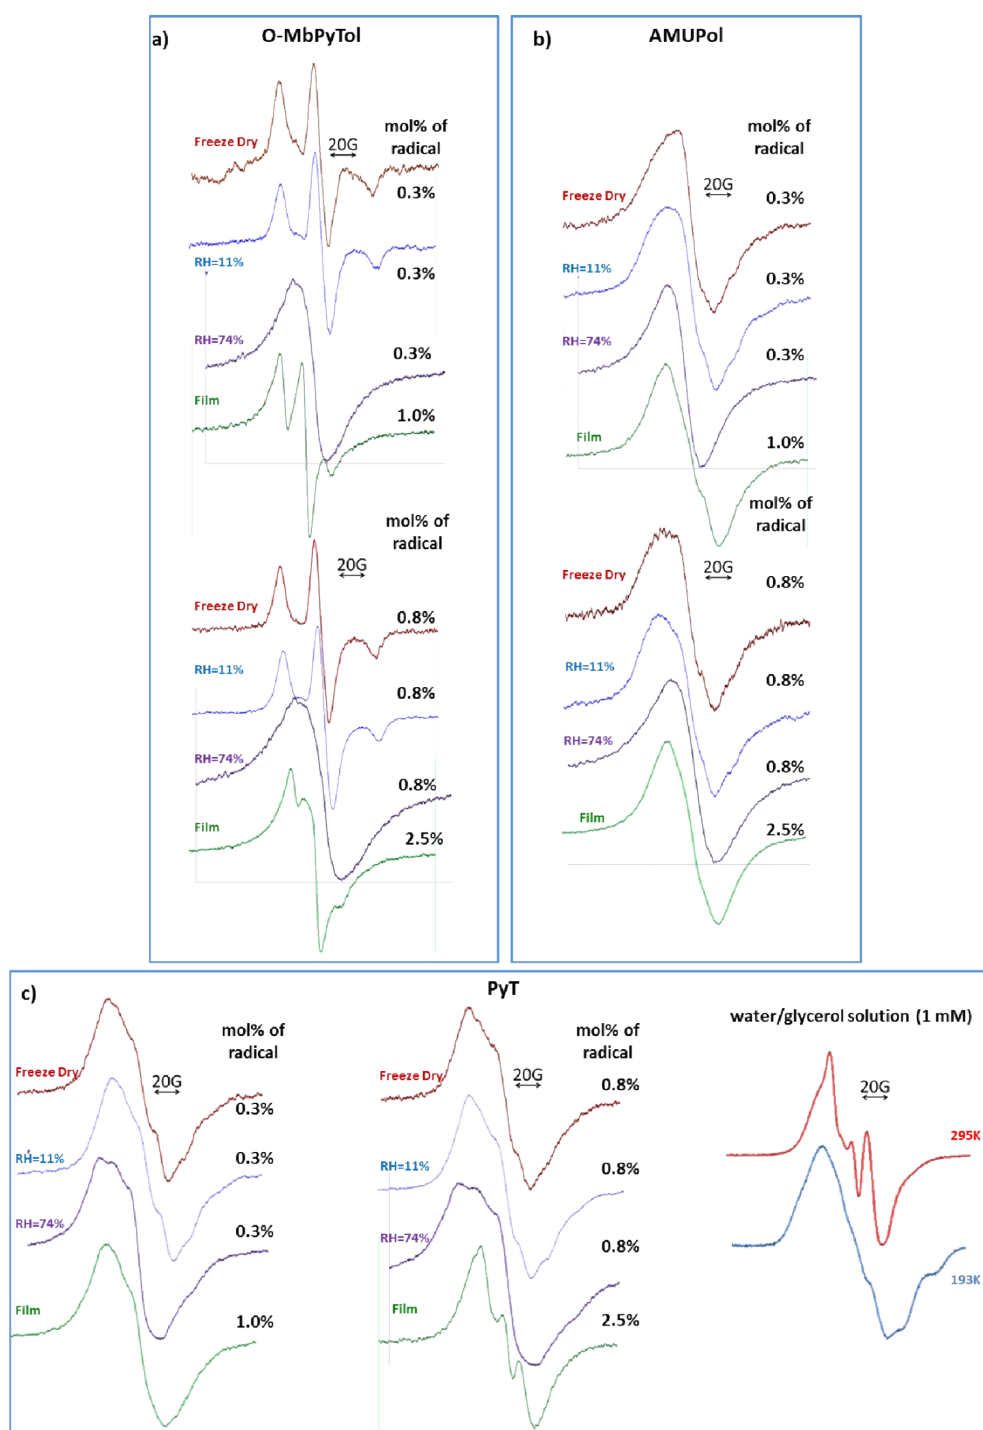 a)
O-MbPyTol
mol% of
radical
Freeze Dry
20G
0.3%
RH=11%
0.3%
RH=74%
0.3%
Film
1.0%
mol% of
radical
20G
Freeze Dry
0.8%
RH=11%
0.8%
RH=74%
0.8%
Film
2.5%
b)
AMUPol
mol% of
radical
20G
Freeze Dry
0.3%
RH=11%
0.3%
RH=74%
0.3%
Film
1.0%
mol% of
radical
20G
Freeze Dry
0.8%
RH=11%
0.8%
RH=74%
0.8%
Film
2.5%
c)
PyT
mol% of
radical
Freeze Dry
20G
0.3%
RH=11%
0.3%
RH=74%
0.3%
Film
1.0%
mol% of
radical
Freeze Dry
20G
0.8%
RH=11%
0.8%
RH=74%
0.8%
Film
2.5%
water/glycerol solution (1 mM)
20G
295K
193K